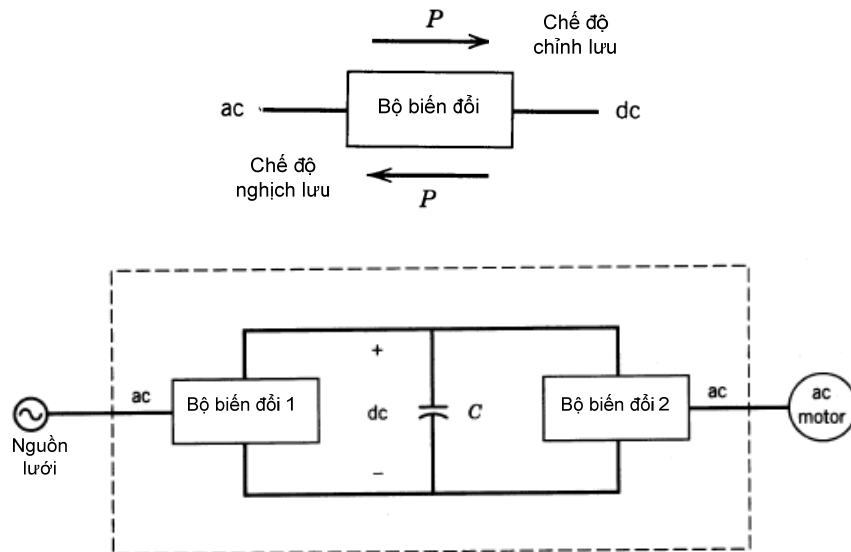 P
Chế độ
chỉnh lưu
ac
Bộ biến đổi
dc
Chế độ
nghịch lưu
P
ac
Bộ biến đổi 1
Nguồn
lưới
+
dc
C
−
Bộ biến đổi 2
ac
ac
motor